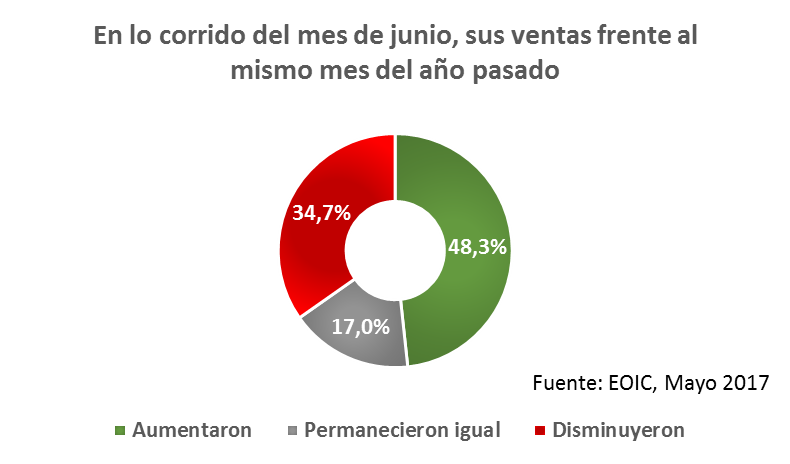 En lo corrido del mes de junio, sus ventas frente al
mismo mes del año pasado
34,7%
48,3%
17,0%
Fuente: EOIC, Mayo 2017
Aumentaron
Permanecieron igual
Disminuyeron